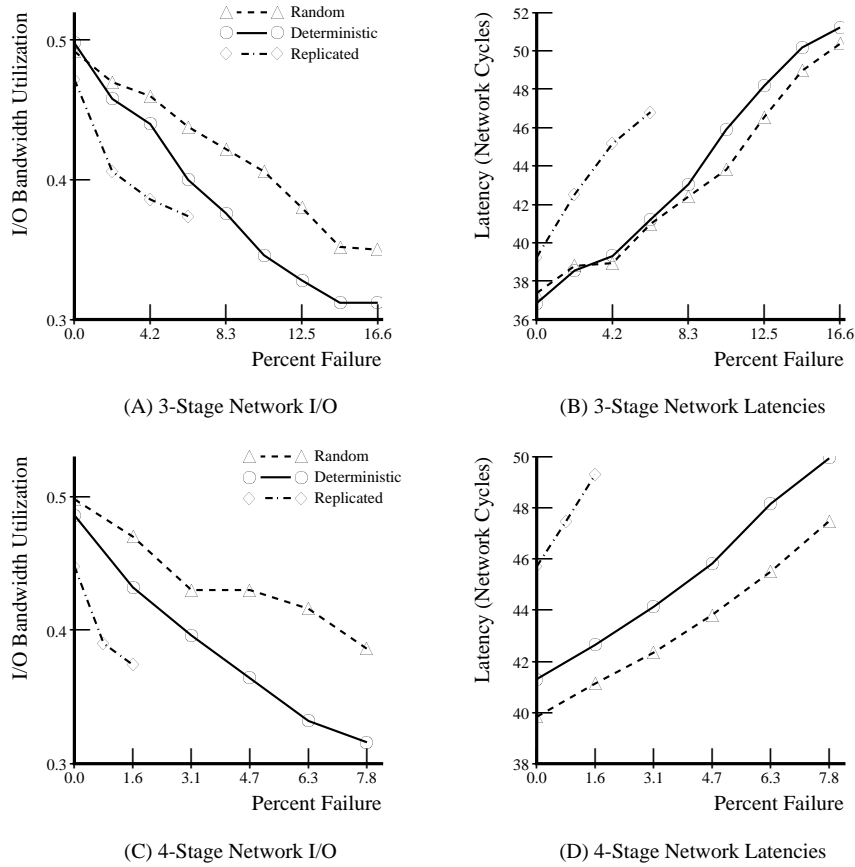 I/O Bandwidth Utilization
0.5
0.4
0.3
Random
Deterministic
Replicated
0.0 4.2 8.3 12.5 16.6
Percent Failure
(A) 3-Stage Network I/O
Latency (Network Cycles)
52
50
48
46
44
42
40
38
36
0.0 4.2 8.3 12.5 16.6
Percent Failure
(B) 3-Stage Network Latencies
I/O Bandwidth Utilization
0.5
0.4
0.3
Random
Deterministic
Replicated
0.0 1.6 3.1 4.7 6.3 7.8
Percent Failure
(C) 4-Stage Network I/O
Latency (Network Cycles)
50
48
46
44
42
40
38
0.0 1.6 3.1 4.7 6.3 7.8
Percent Failure
(D) 4-Stage Network Latencies